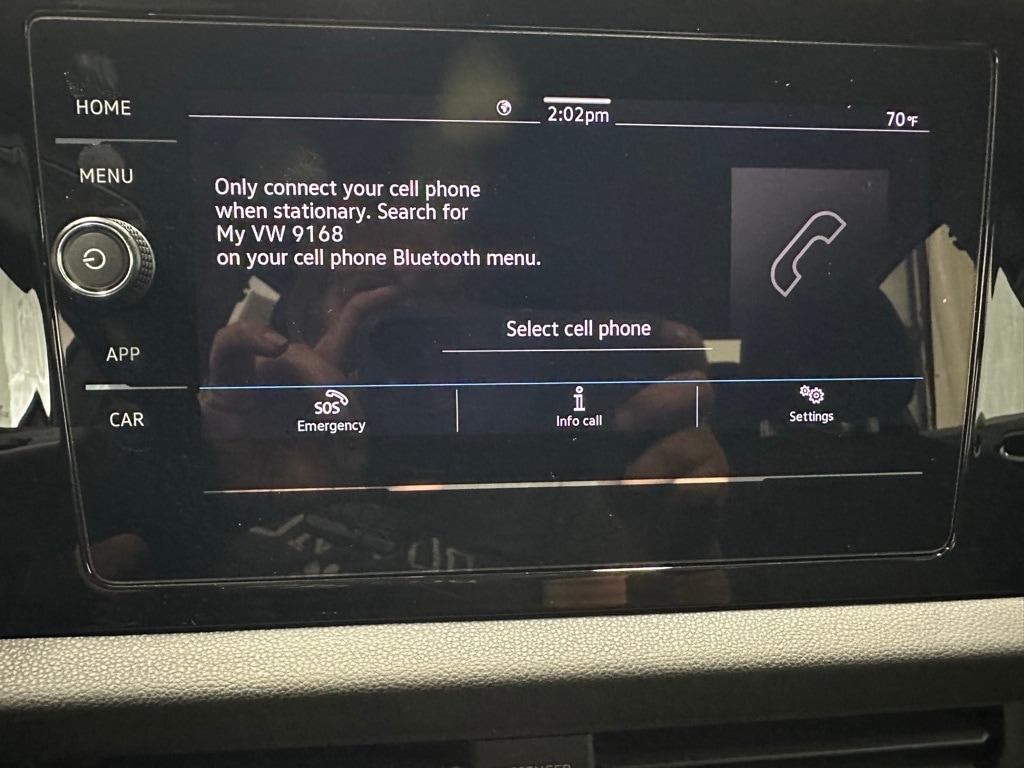 HOME
2:02pm
70°F
MENU
Only connect your cell phone
when stationary. Search for
My VW 9168
on your cell phone Bluetooth menu.
Select cell phone
APP
CAR
SOS
Emergency
i
Info call
Settings